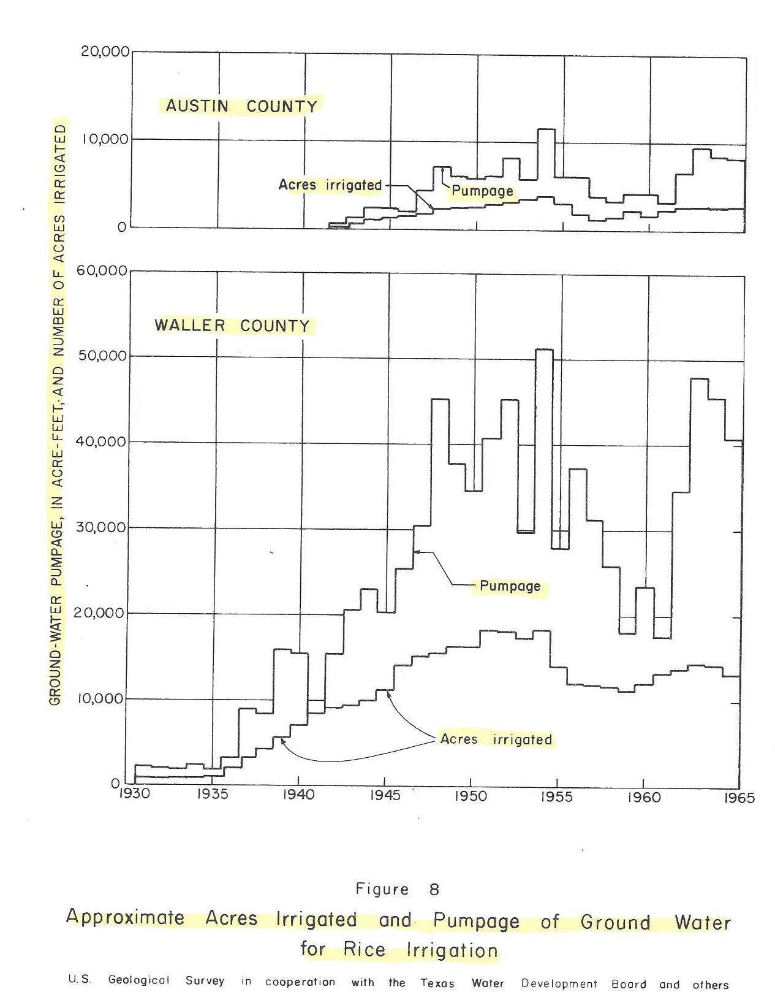 20,000
AUSTIN COUNTY
10,000
Acres irrigated
Pumpage
0
GROUND-WATER PUMPAGE, IN ACRE-FEET, AND NUMBER OF ACRES IRRIGATED
60,000
WALLER COUNTY
50,000
40,000
30,000
Pumpage
20,000
10,000
Acres irrigated
0
1930 1935 1940 1945 1950 1955 1960 1965
Figure 8
Approximate Acres Irrigated and Pumpage of Ground Water
for Rice Irrigation
U.S. Geological Survey in cooperation with the Texas Water Development Board and others